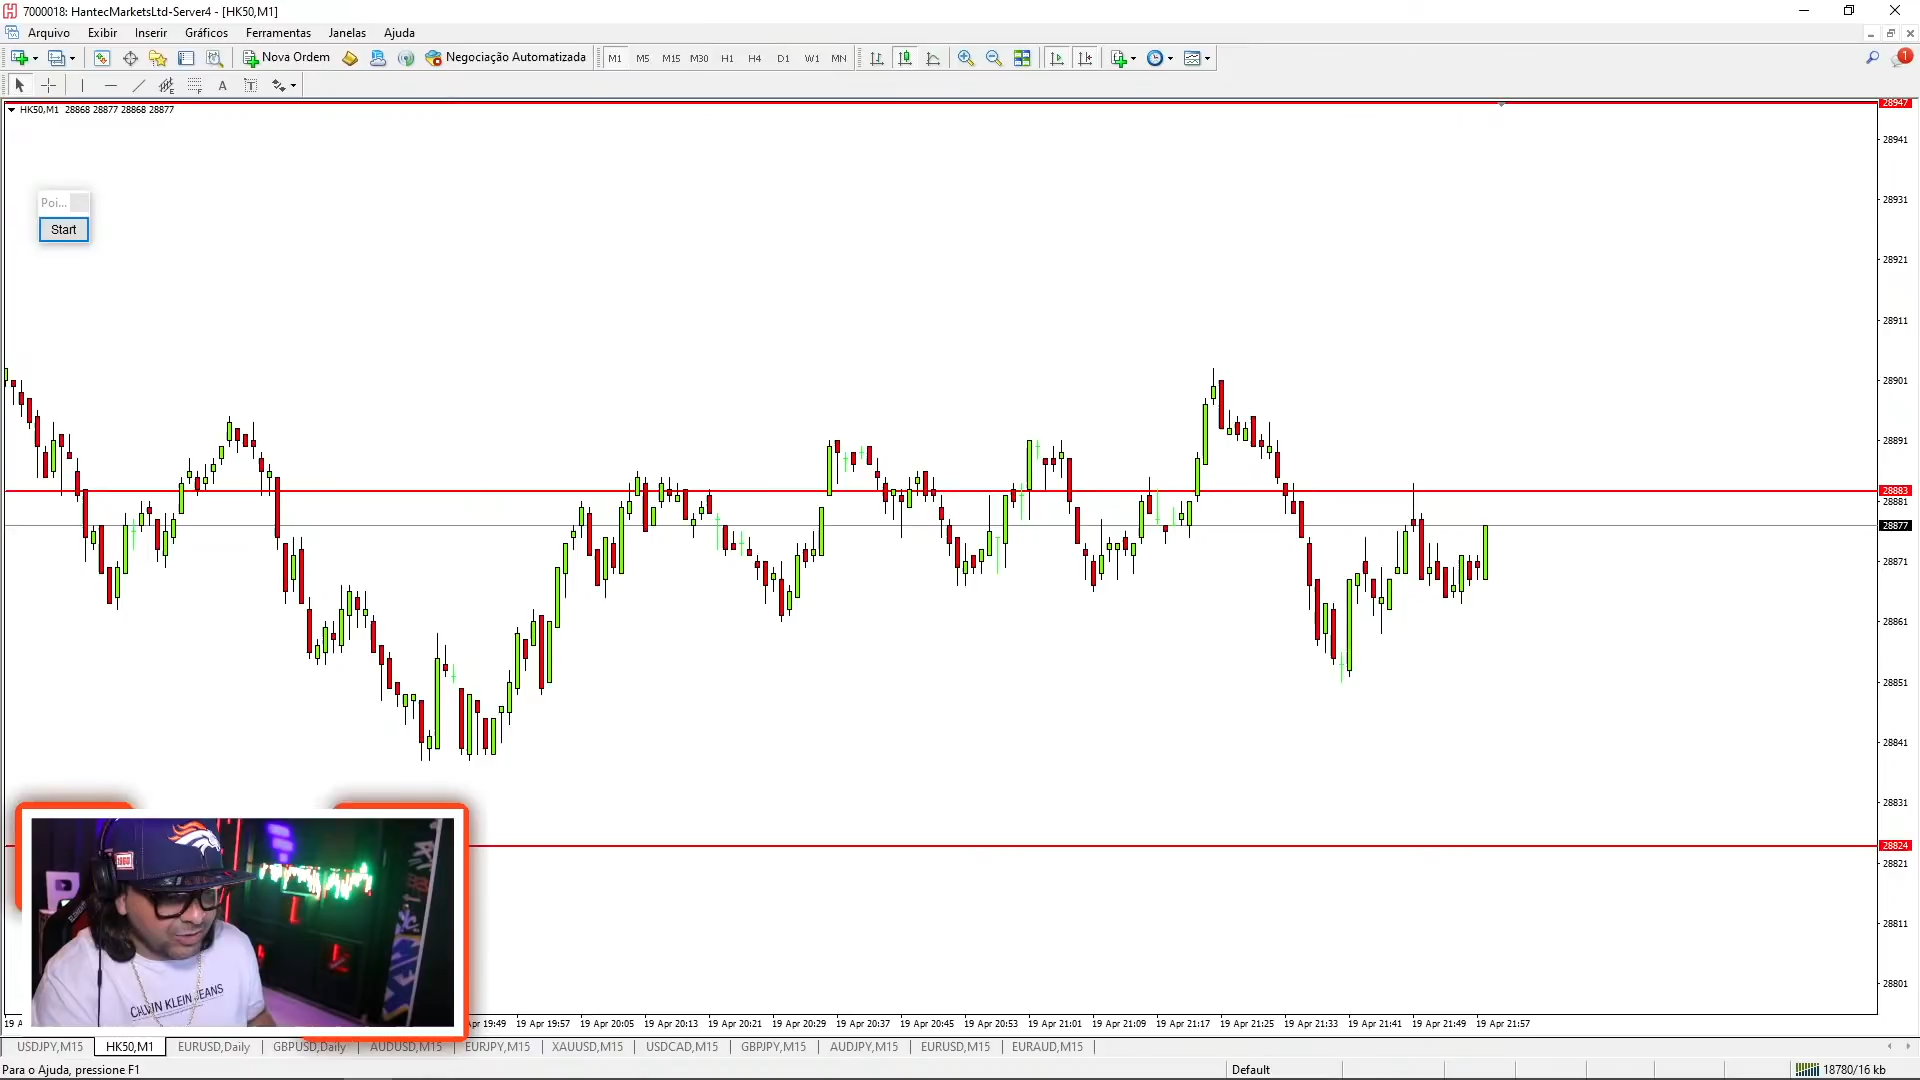 7000018: HantecMarketsLtd-Server4 - [HK50,M1]
Arquivo Exibir Inserir Gráficos Ferramentas Janelas Ajuda
Nova Ordem Negociação Automatizada M1 M5 M15 M30 H1 H4 D1 W1 MN 1
A T
HK50,M1 28868 28877 28868 28877
28947
28941
Poi...
28931
Start
28921
28911
28901
28891
28883
28881
28877
28871
28861
28851
28841
28831
28824
28821
28811
28801
CALVIN KLEIN JEANS
19 A Apr 19:49 19 Apr 19:57 19 Apr 20:05 19 Apr 20:13 19 Apr 20:21 19 Apr 20:29 19 Apr 20:37 19 Apr 20:45 19 Apr 20:53 19 Apr 21:01 19 Apr 21:09 19 Apr 21:17 19 Apr 21:25 19 Apr 21:33 19 Apr 21:41 19 Apr 21:49 19 Apr 21:57
USDJPY,M15 HK50,M1 EURUSD,Daily GBPUSD,Daily AUDUSD,M15 EURJPY,M15 XAUUSD,M15 USDCAD,M15 GBPJPY,M15 AUDJPY,M15 EURUSD,M15 EURAUD,M15
Para o Ajuda, pressione F1 Default 18780/16 kb